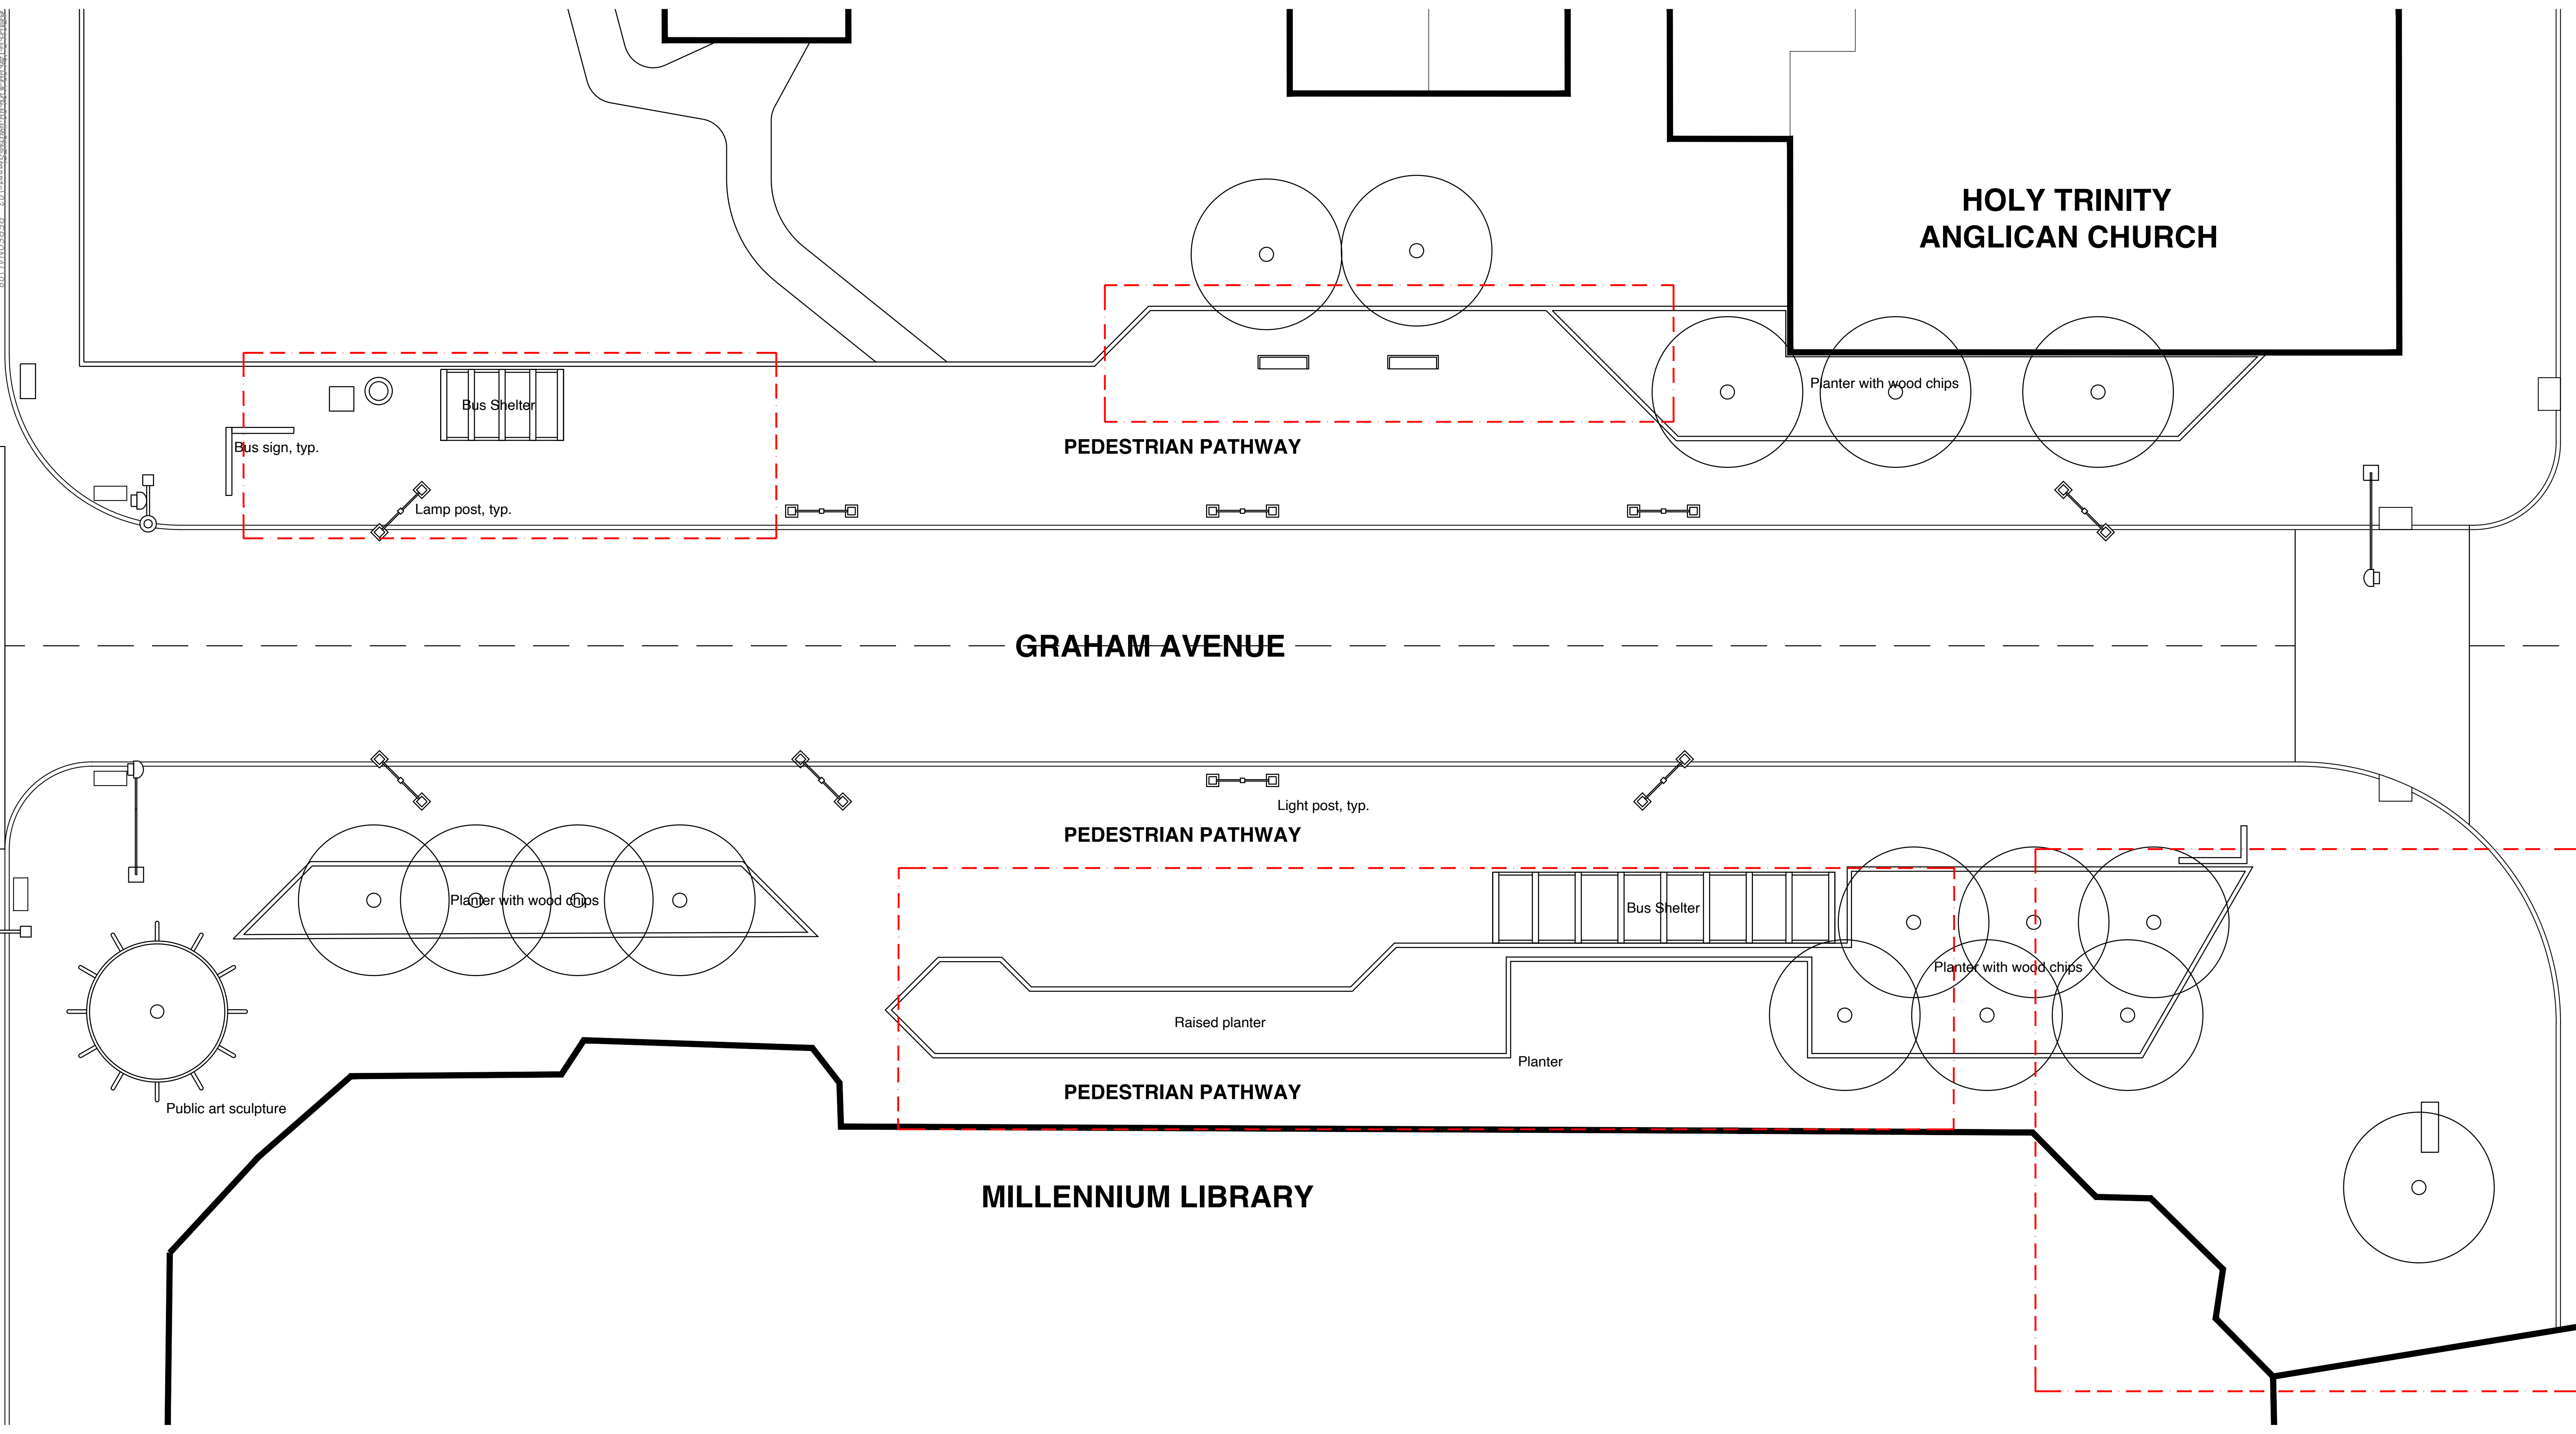 HOLY TRINITY
ANGLICAN CHURCH
Planter with wood chips
Bus Shelter
Bus sign, typ.
PEDESTRIAN PATHWAY
Lamp post, typ.
GRAHAM AVENUE
Light post, typ.
PEDESTRIAN PATHWAY
Planter with wood chips
Bus Shelter
Planter with wood chips
Raised planter
Planter
PEDESTRIAN PATHWAY
Public art sculpture
MILLENNIUM LIBRARY